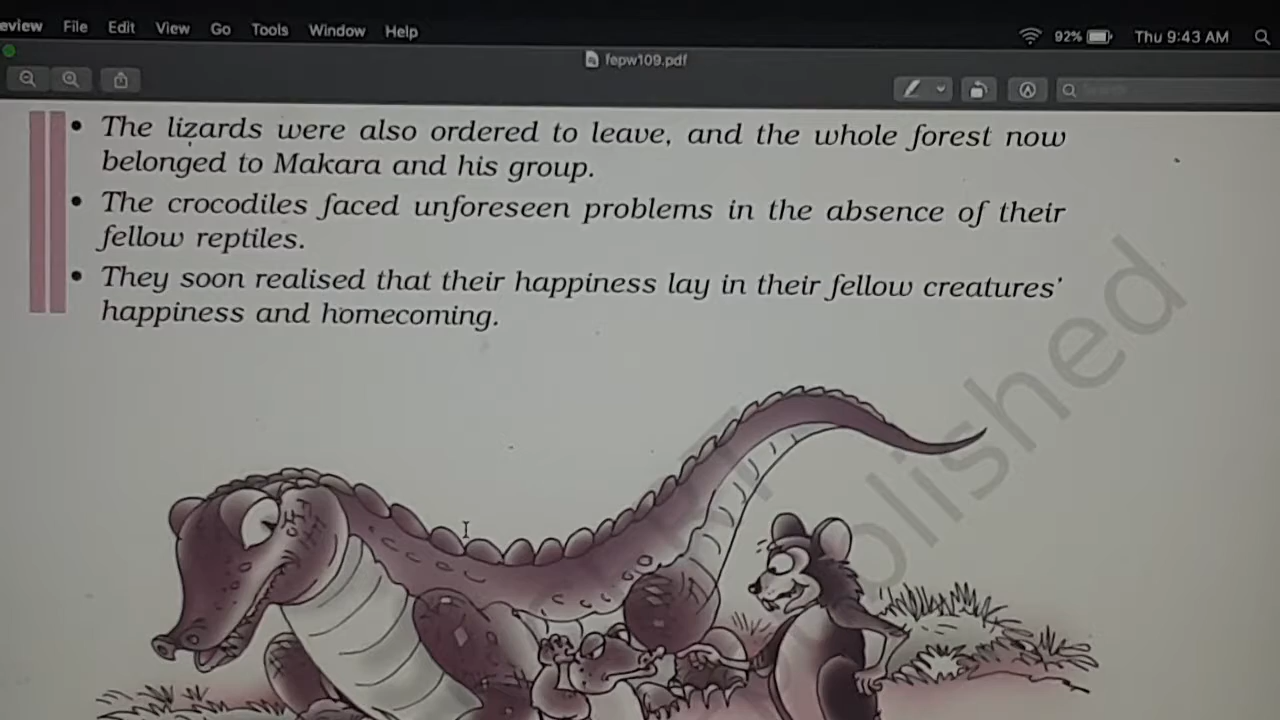 eview File Edit View Go Tools Window Help 92% Thu 9:43 AM
fepw109.pdf
• The lizards were also ordered to leave, and the whole forest now
belonged to Makara and his group.
• The crocodiles faced unforeseen problems in the absence of their
fellow reptiles.
• They soon realised that their happiness lay in their fellow creatures'
happiness and homecoming.